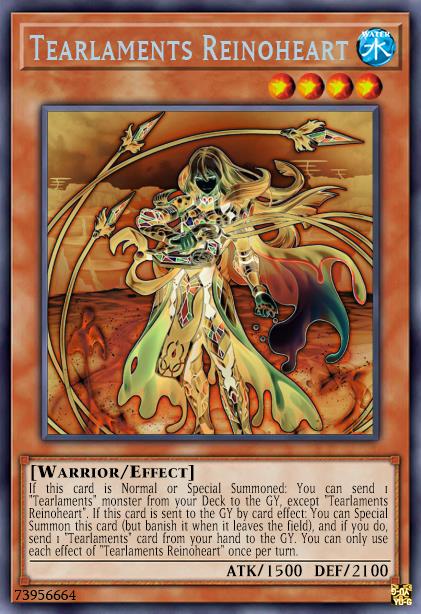 TEARLAMENTS REINOHEART
WATER
水
[WARRIOR/EFFECT]
If this card is Normal or Special Summoned: You can send 1
"Tearlaments" monster from your Deck to the GY, except "Tearlaments
Reinoheart". If this card is sent to the GY by card effect: You can Special
Summon this card (but banish it when it leaves the field), and if you do,
send 1 "Tearlaments" card from your hand to the GY. You can only use
each effect of "Tearlaments Reinoheart" once per turn.
ATK/1500 DEF/2100
73956664